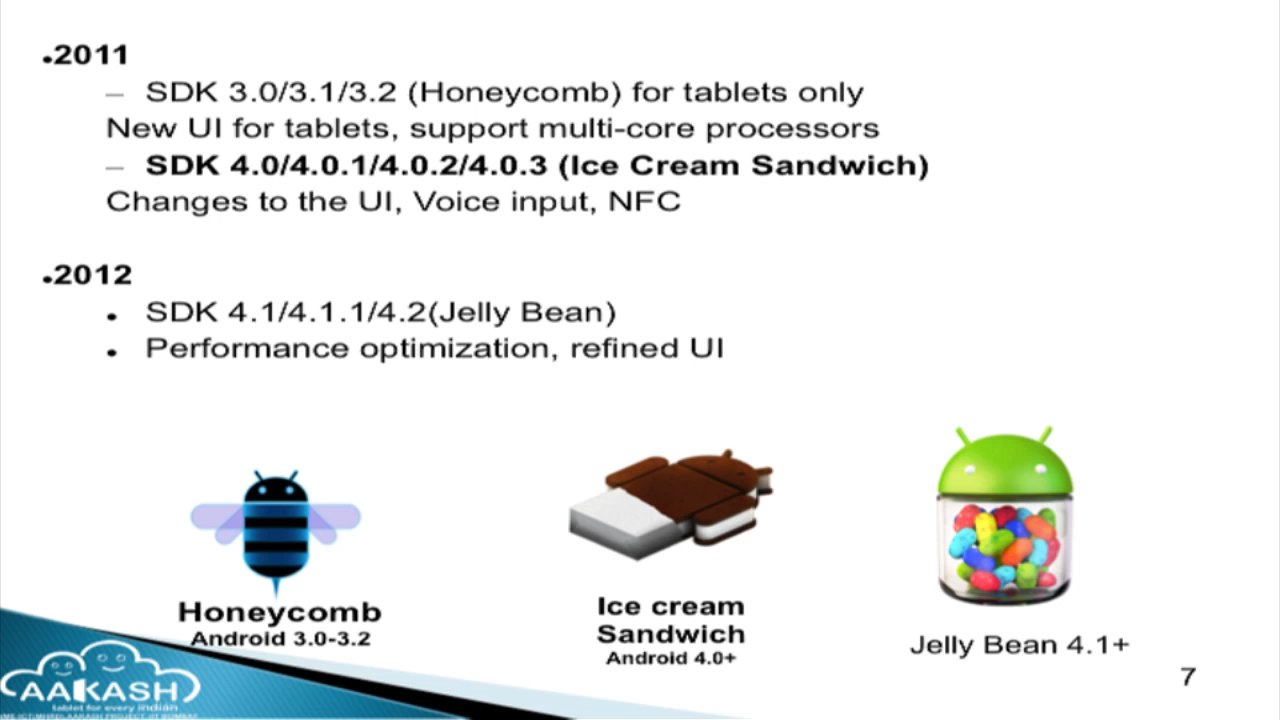 •2011
– SDK 3.0/3.1/3.2 (Honeycomb) for tablets only
New UI for tablets, support multi-core processors
– SDK 4.0/4.0.1/4.0.2/4.0.3 (Ice Cream Sandwich)
Changes to the UI, Voice input, NFC
•2012
• SDK 4.1/4.1.1/4.2(Jelly Bean)
• Performance optimization, refined UI
Honeycomb
Android 3.0-3.2
Ice cream
Sandwich
Android 4.0+
Jelly Bean 4.1+
7
AAKASH
tablet for every indian